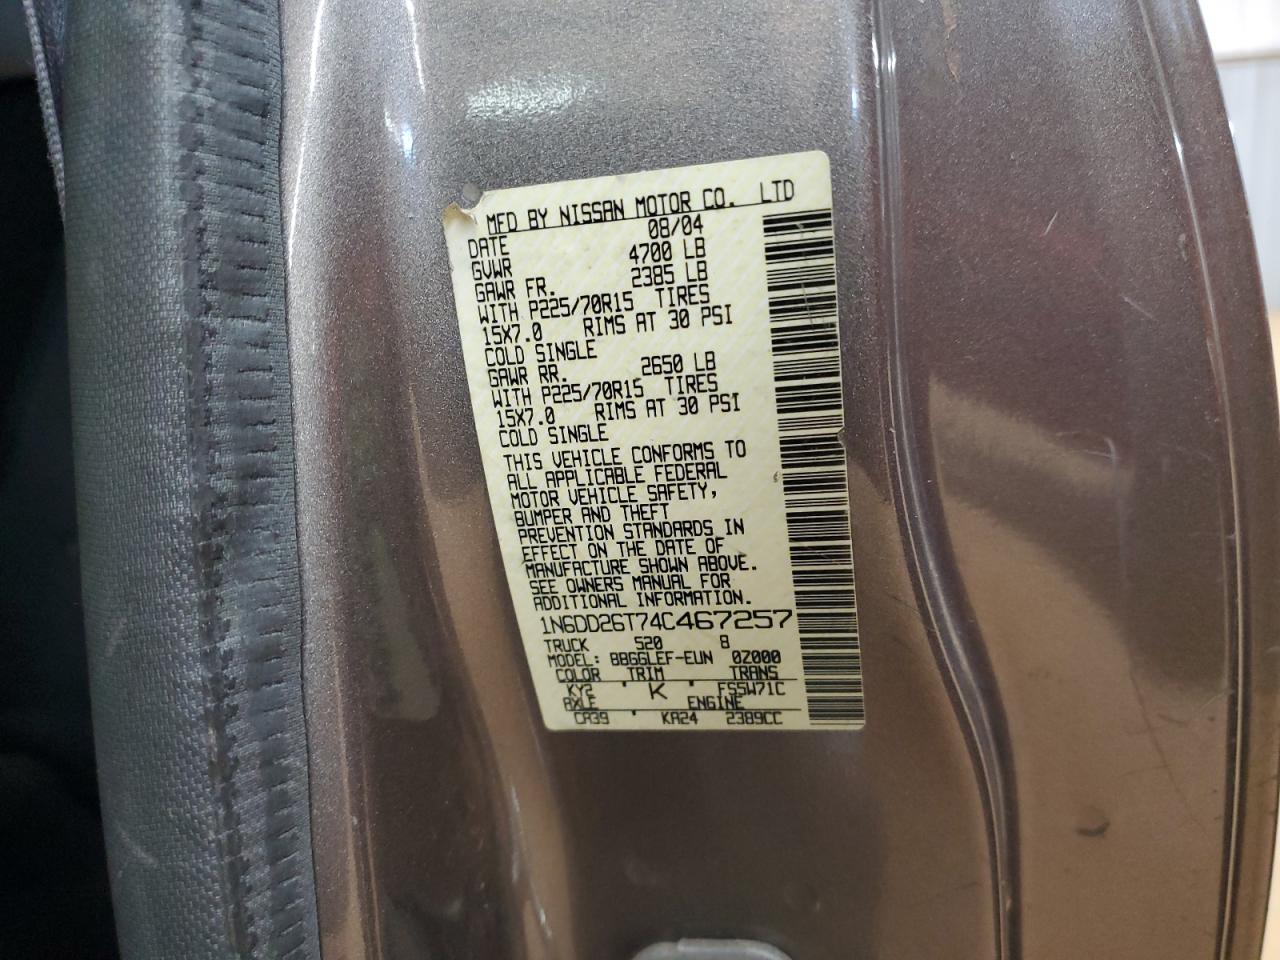 MFD BY NISSAN MOTOR CO. LTD
DATE 08/04
GVWR 4700 LB
GAWR FR. 2385 LB
WITH P225/70R15 TIRES
15X7.0 RIMS AT 30 PSI
COLD SINGLE
GAWR RR. 2650 LB
WITH P225/70R15 TIRES
15X7.0 RIMS AT 30 PSI
COLD SINGLE
THIS VEHICLE CONFORMS TO
ALL APPLICABLE FEDERAL
MOTOR VEHICLE SAFETY,
BUMPER AND THEFT
PREVENTION STANDARDS IN
EFFECT ON THE DATE OF
MANUFACTURE SHOWN ABOVE.
SEE OWNERS MANUAL FOR
ADDITIONAL INFORMATION.
1N6DD26T74C467257
TRUCK 520 8
MODEL: BBGGLEF-EUN 0Z000
COLOR TRIM TRANS
KY2 K FS5W71C
AXLE ENGINE
CA39 KA24 2389CC